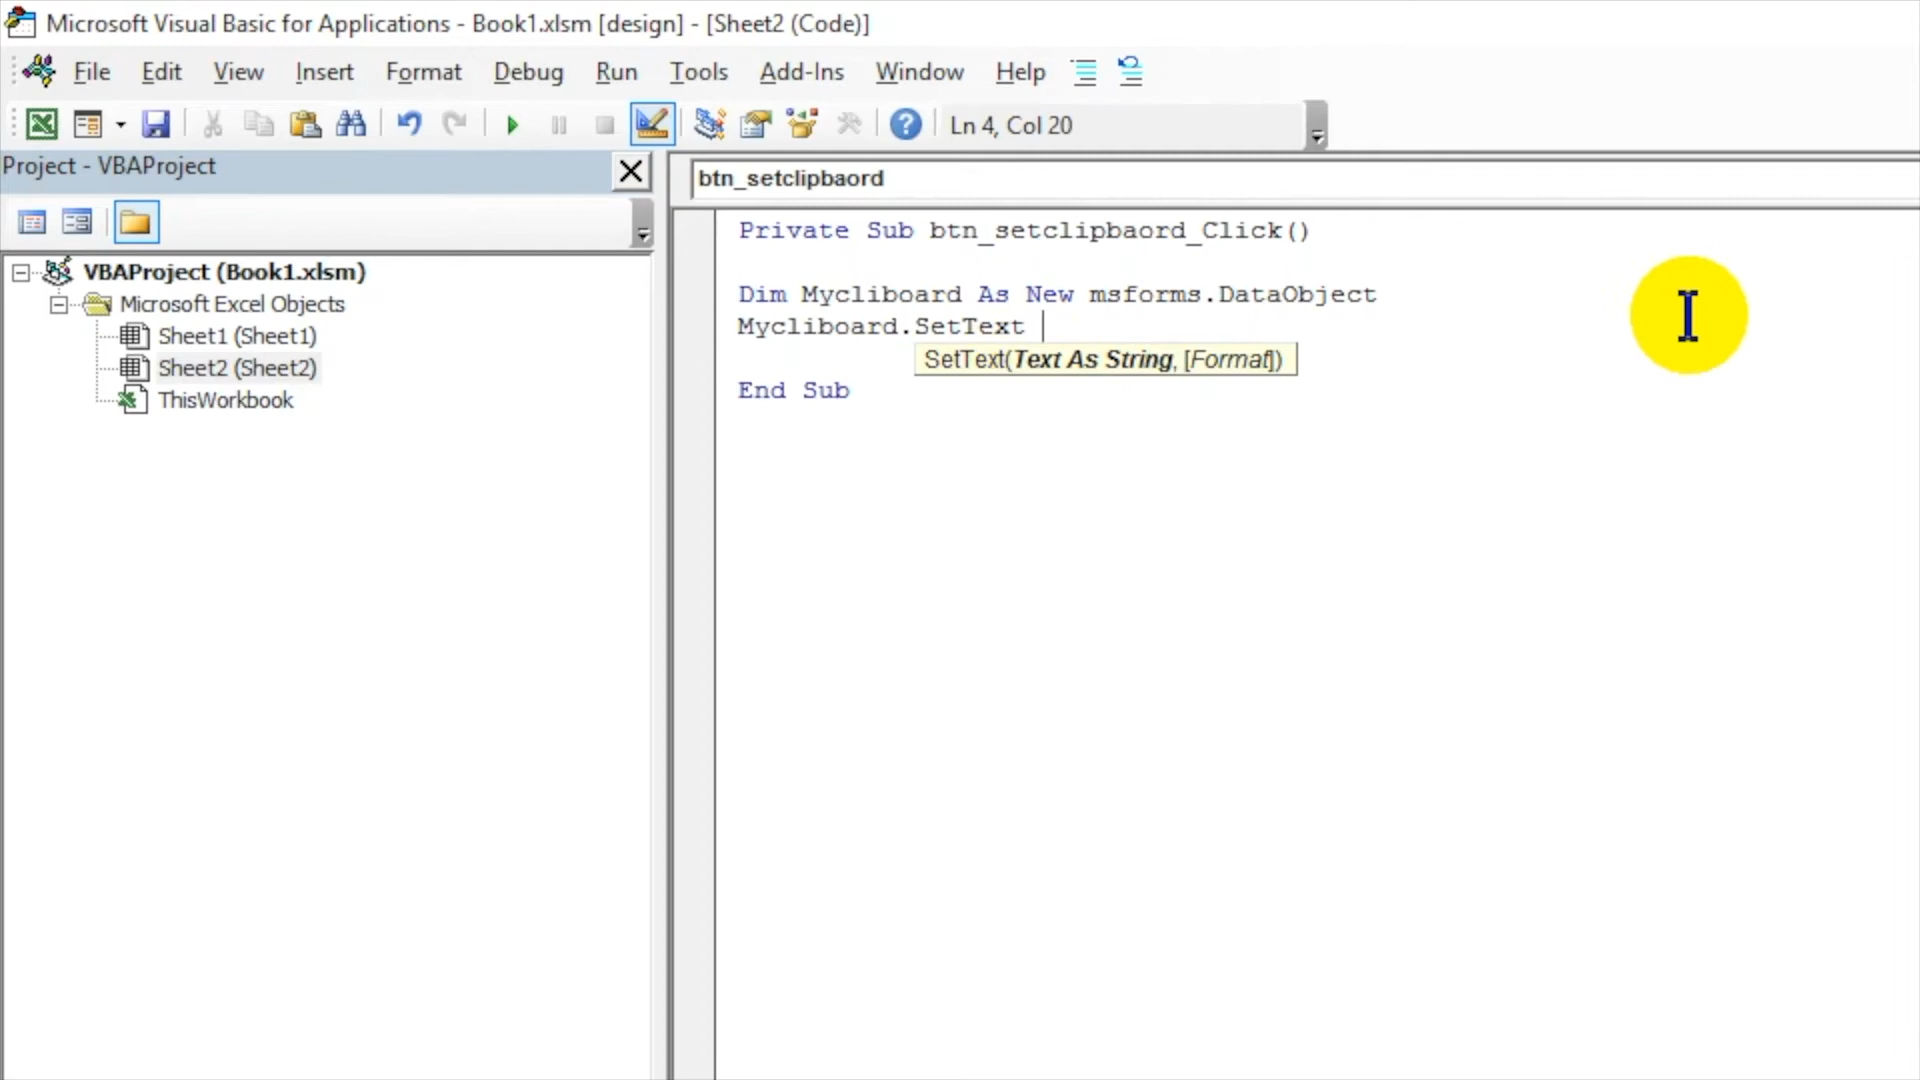 Microsoft Visual Basic for Applications - Book1.xlsm [design] - [Sheet2 (Code)]
File Edit View Insert Format Debug Run Tools Add-Ins Window Help
Ln 4, Col 20
Project - VBAProject
btn_setclipbaord
VBAProject (Book1.xlsm)
Microsoft Excel Objects
Sheet1 (Sheet1)
Sheet2 (Sheet2)
ThisWorkbook
Private Sub btn_setclipbaord_Click()
Dim Mycliboard As New msforms.DataObject
Mycliboard.SetText
SetText(Text As String, [Format])
End Sub